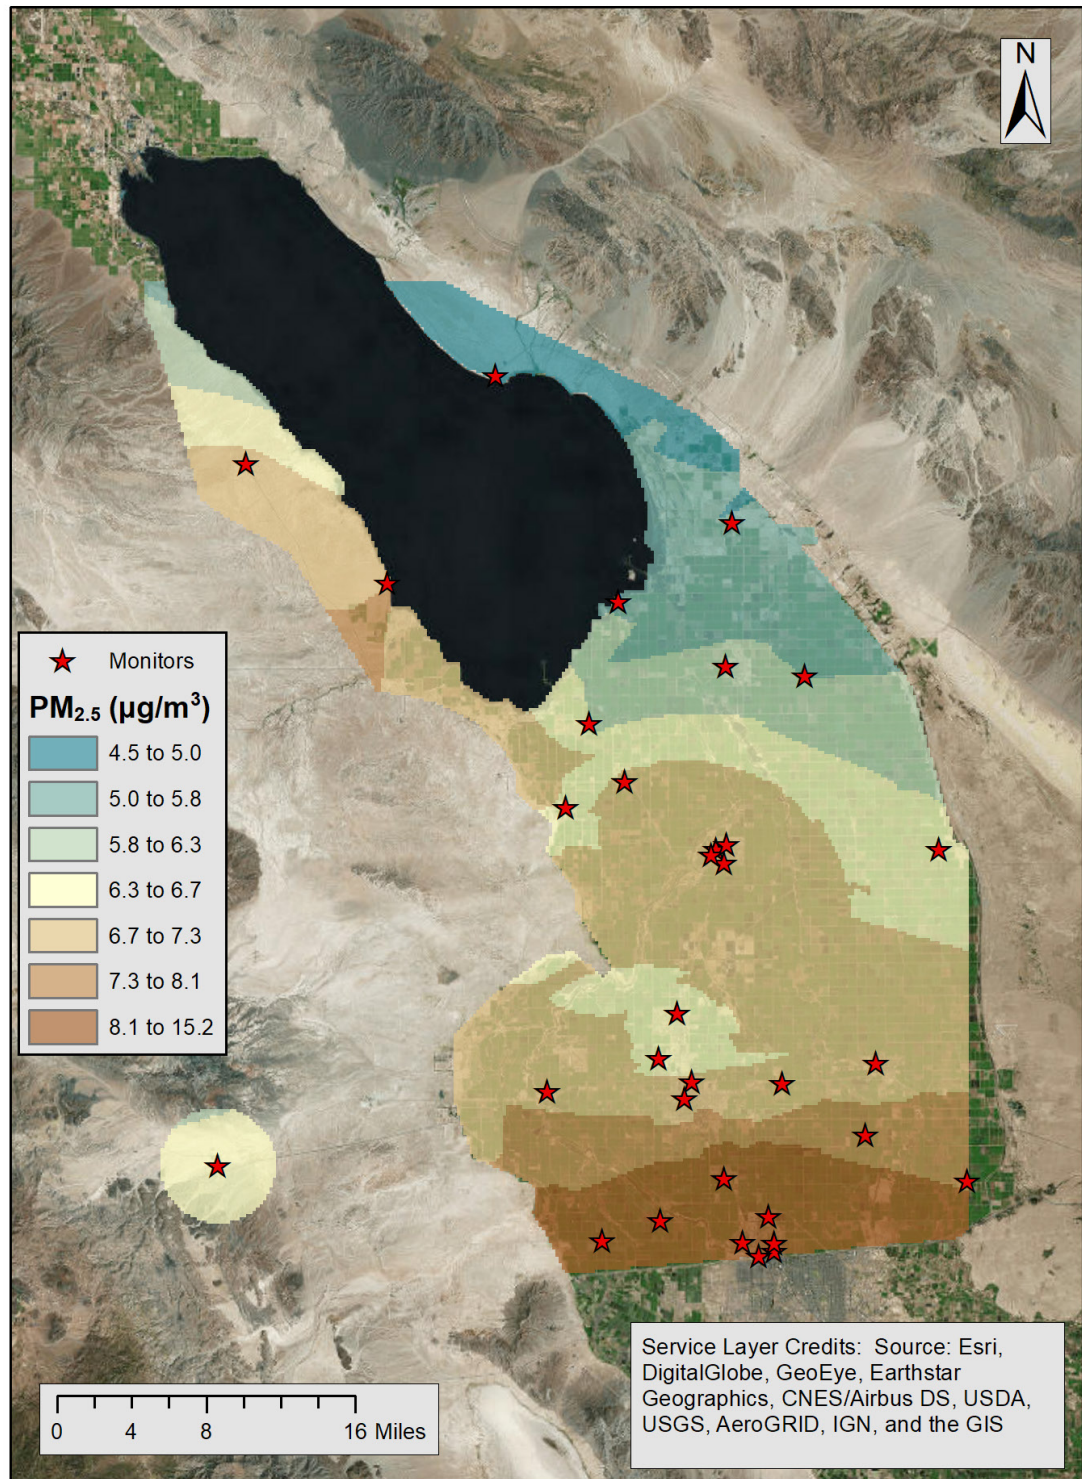 N
Monitors
PM2.5 (µg/m³)
4.5 to 5.0
5.0 to 5.8
5.8 to 6.3
6.3 to 6.7
6.7 to 7.3
7.3 to 8.1
8.1 to 15.2
Service Layer Credits: Source: Esri,
DigitalGlobe, GeoEye, Earthstar
Geographics, CNES/Airbus DS, USDA,
USGS, AeroGRID, IGN, and the GIS
0 4 8 16 Miles